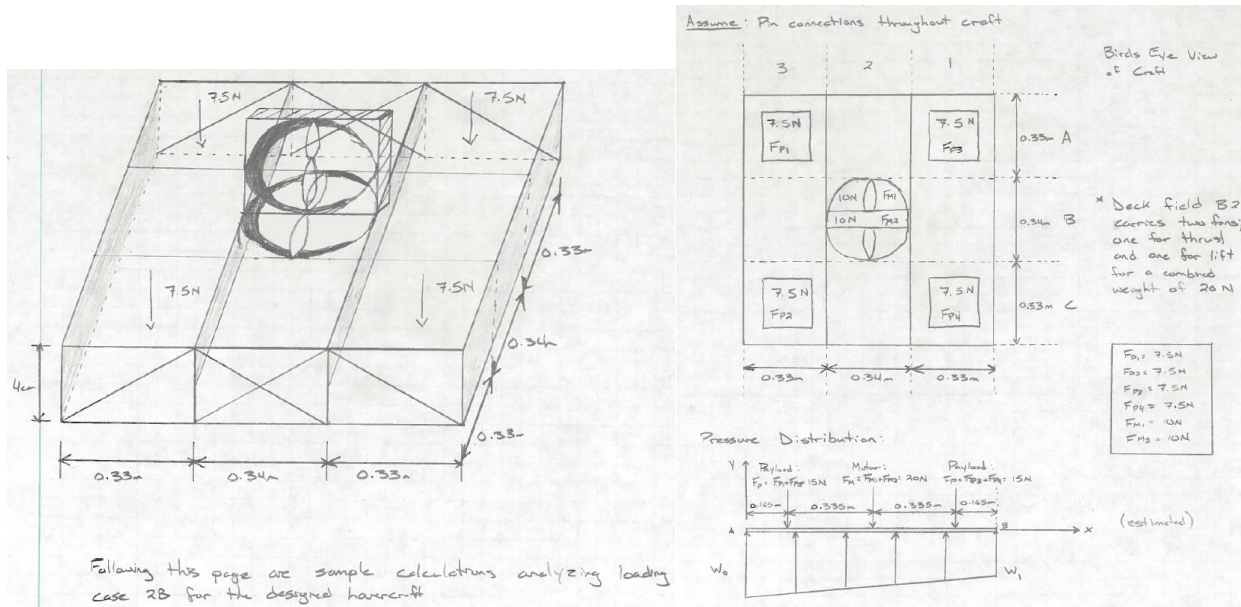 7.5N
7.5N
0.33m
7.5N
7.5N
0.34m
4cm
0.33m
0.33m
0.34m
0.33m
Following this page are sample calculations analyzing loading
case 2B for the designed hovercraft
Assume: Pin connections throughout craft
Birds Eye View
of Craft
3 2 1
7.5N
FP1
7.5N
FP3
0.33m A
10N FM1
10N FM2
0.34m B
* Deck field B2
carries two fans;
one for thrust
and one for lift
for a combined
weight of 20N
7.5N
FP2
7.5N
FP4
0.33m C
0.33m 0.34m 0.33m
FP1 = 7.5N
FP2 = 7.5N
FP3 = 7.5N
FP4 = 7.5N
FM1 = 10N
FM2 = 10N
Pressure Distribution:
Y Payload: Motor: Payload:
FM = FM1+FM2 = 20N
0.165m 0.335m 0.335m 0.165m
A B x
(estimated)
W0 W1